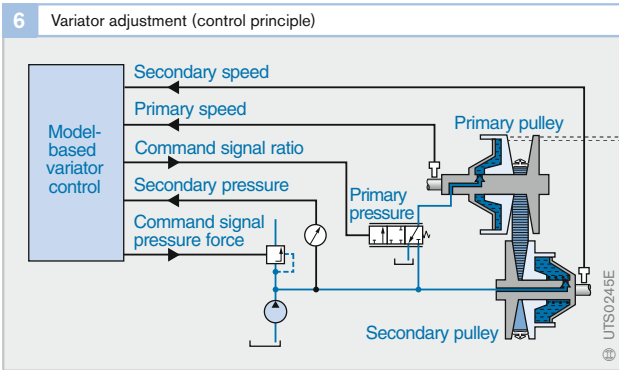 6 Variator adjustment (control principle)
Secondary speed
Primary speed
Command signal ratio
Secondary pressure
Command signal
pressure force
Model-
based
variator
control
Primary
pressure
Primary pulley
Secondary pulley
UTS0245E